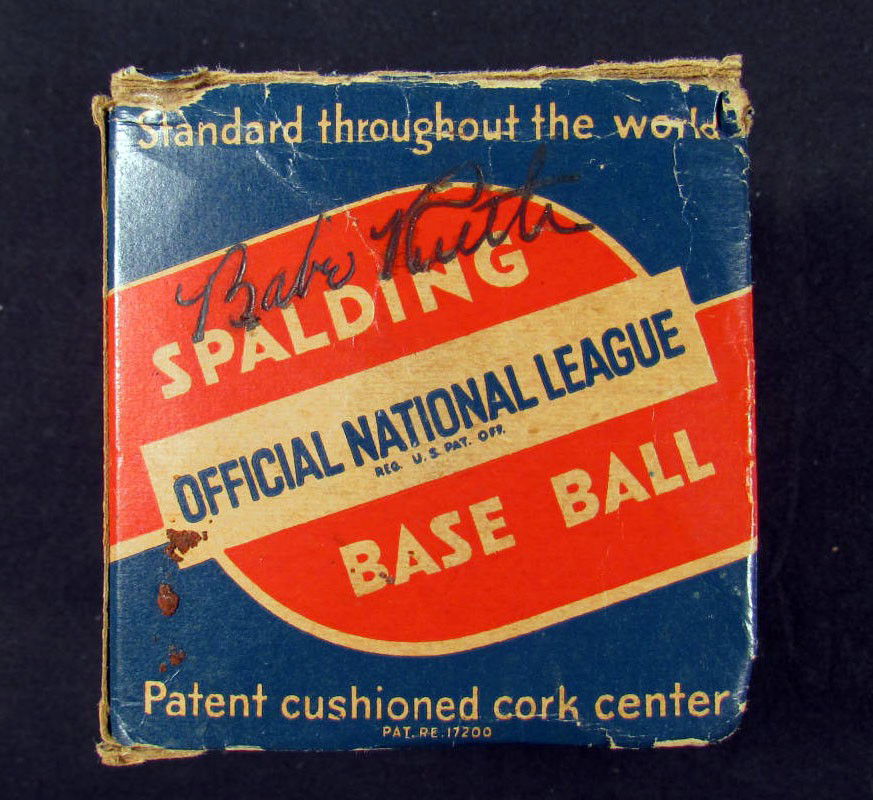 Standard throughout the world
Babe Ruth
SPALDING
OFFICIAL NATIONAL LEAGUE
REG. U.S. PAT. OFF.
BASE BALL
Patent cushioned cork center
PAT. RE. 17200